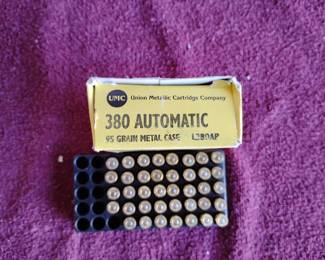 UMC Union Metallic Cartridge Company
380 AUTOMATIC
95 GRAIN METAL CASE L380AP